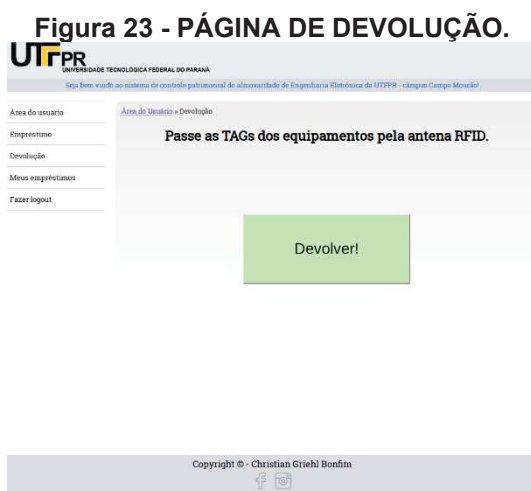 Figura 23 - PÁGINA DE DEVOLUÇÃO.
UTFPR
UNIVERSIDADE TECNOLÓGICA FEDERAL DO PARANÁ
Seja bem vindo ao sistema de controle patrimonial do almoxarifado de Engenharia Eletrônica da UTFPR - câmpus Campo Mourão!
Área do usuário
Empréstimo
Devolução
Meus empréstimos
Fazer logout
Área do Usuário » Devolução
Passe as TAGs dos equipamentos pela antena RFID.
Devolver!
Copyright © - Christian Griehl Bonfim